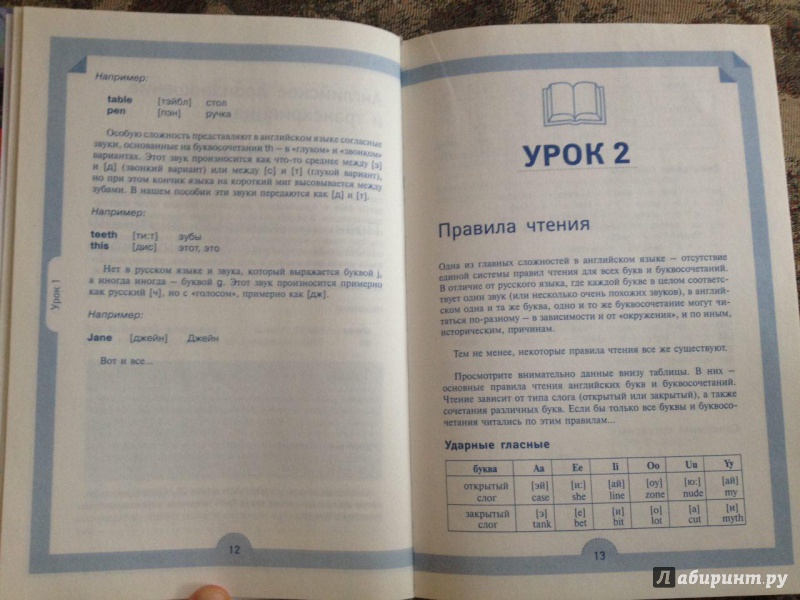 Например:
table [тэйбл] стол
pen [пэн] ручка
Особую сложность представляют в английском языке согласные
звуки, основанные на буквосочетании th – в «глухом» и «звонком»
вариантах. Этот звук произносится как что-то среднее между [з]
и [д] (звонкий вариант) или между [с] и [т] (глухой вариант),
но при этом кончик языка на короткий миг высовывается между
зубами. В нашем пособии эти звуки передаются как [д] и [т].
Например:
teeth [ти:т] зубы
this [дис] этот, это
Нет в русском языке и звука, который выражается буквой j,
а иногда иногда – буквой g. Этот звук произносится примерно
как русский [ч], но с «голосом», примерно как [дж].
Например:
Jane [джейн] Джейн
Вот и все...
Урок 1
12
УРОК 2
Правила чтения
Одна из главных сложностей в английском языке – отсутствие
единой системы правил чтения для всех букв и буквосочетаний.
В отличие от русского языка, где каждой букве в целом соответс-
твует один звук (или несколько очень похожих звуков), в английс-
ком одна и та же буква, одно и то же буквосочетание могут чи-
таться по-разному – в зависимости и от «окружения», и по иным,
историческим, причинам.
Тем не менее, некоторые правила чтения все же существуют.
Просмотрите внимательно данные внизу таблицы. В них –
основные правила чтения английских букв и буквосочетаний.
Чтение зависит от типа слога (открытый или закрытый), а также
сочетания различных букв. Если бы только все буквы и буквосо-
четания читались по этим правилам...
Ударные гласные
буква Aa Ee Ii Oo Uu Yy
открытый [эй] [и:] [ай] [оу] [ю:] [ай]
слог case she line zone nude my
закрытый [э] [е] [и] [о] [а] [и]
слог tank bet bit lot cut myth
13
Лабиринт.ру